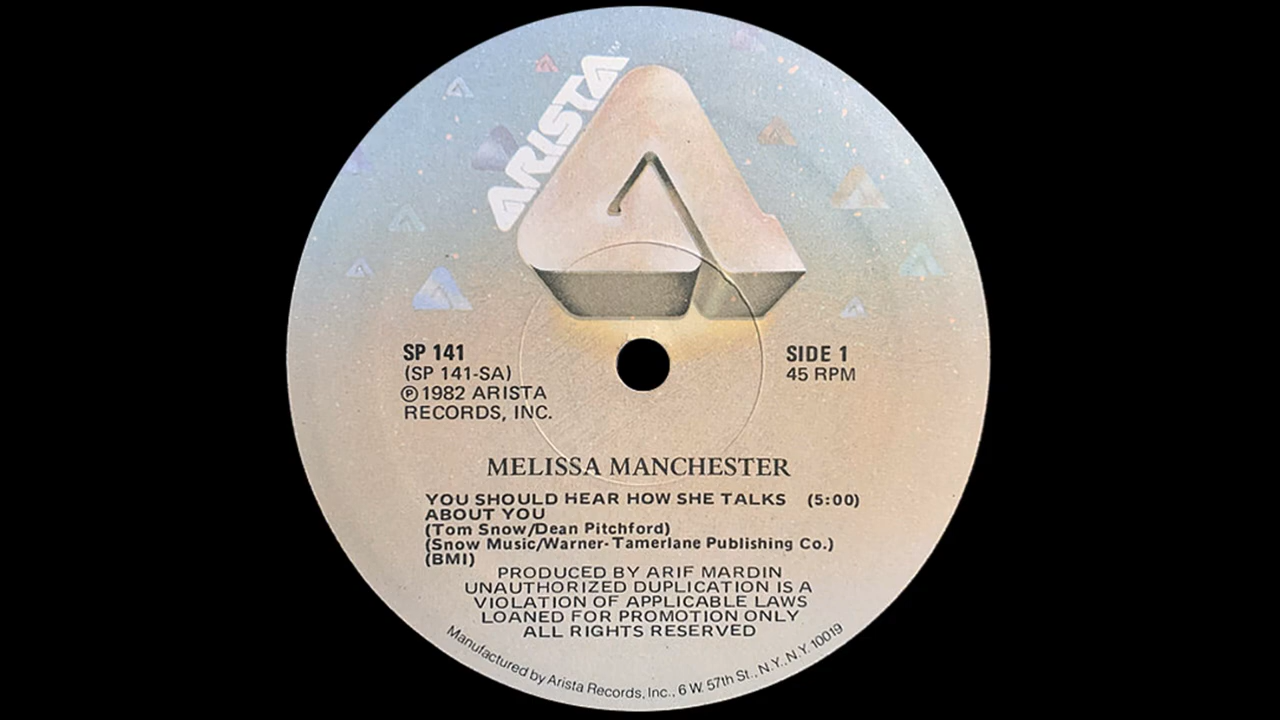 ARISTA™
SP 141
(SP 141-SA)
Ⓟ1982 ARISTA
RECORDS, INC.
SIDE 1
45 RPM
MELISSA MANCHESTER
YOU SHOULD HEAR HOW SHE TALKS (5:00)
ABOUT YOU
(Tom Snow/Dean Pitchford)
(Snow Music/Warner-Tamerlane Publishing Co.)
(BMI)
PRODUCED BY ARIF MARDIN
UNAUTHORIZED DUPLICATION IS A
VIOLATION OF APPLICABLE LAWS
LOANED FOR PROMOTION ONLY
ALL RIGHTS RESERVED
Manufactured by Arista Records, Inc., 6 W. 57th St., N.Y., N.Y. 10019